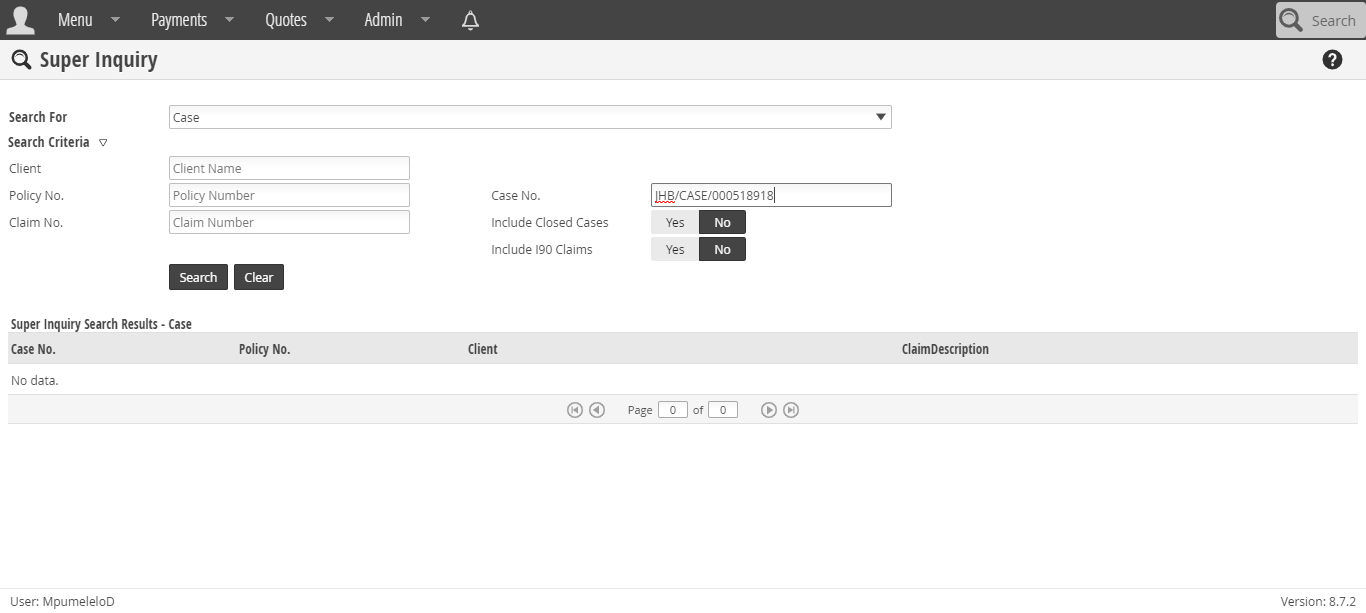 Menu Payments Quotes Admin Search
Super Inquiry ?
Search For Case
Search Criteria
Client Client Name
Policy No. Policy Number Case No. JHB/CASE/000518918
Claim No. Claim Number Include Closed Cases Yes No
Include I90 Claims Yes No
Search Clear
Super Inquiry Search Results - Case
Case No. Policy No. Client ClaimDescription
No data.
Page 0 of 0
User: MpumeleloD Version: 8.7.2